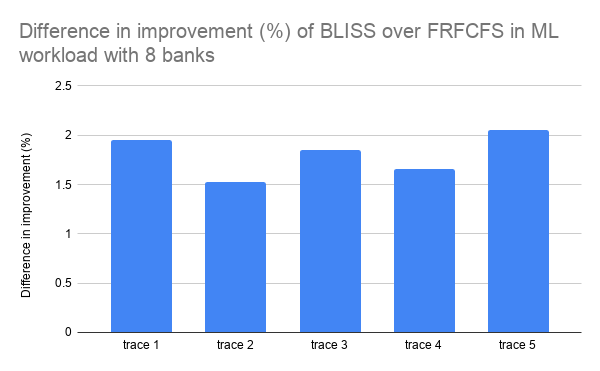 Difference in improvement (%) of BLISS over FRFCFS in ML
workload with 8 banks
Difference in improvement (%)
2.5
2
1.5
1
0.5
0
trace 1
trace 2
trace 3
trace 4
trace 5